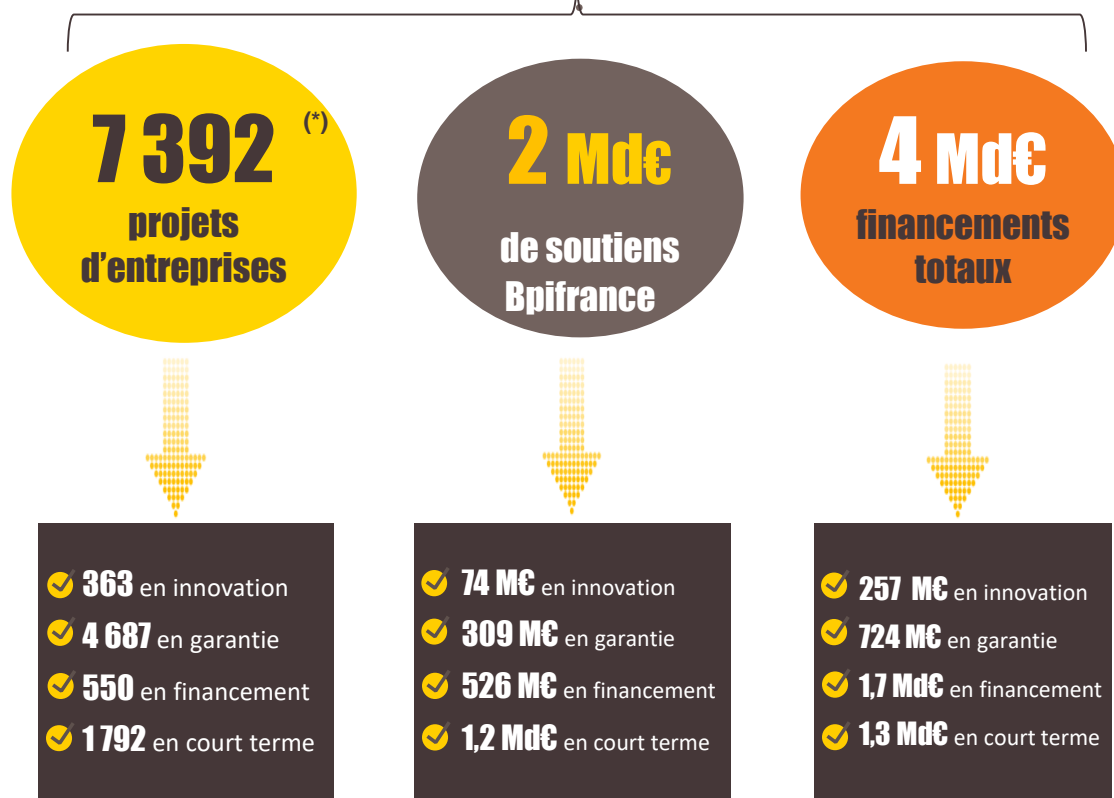 7 392 (*)
projets
d'entreprises
2 Md€
de soutiens
Bpifrance
4 Md€
financements
totaux
363 en innovation
4 687 en garantie
550 en financement
1 792 en court terme
74 M€ en innovation
309 M€ en garantie
526 M€ en financement
1,2 Md€ en court terme
257 M€ en innovation
724 M€ en garantie
1,7 Md€ en financement
1,3 Md€ en court terme